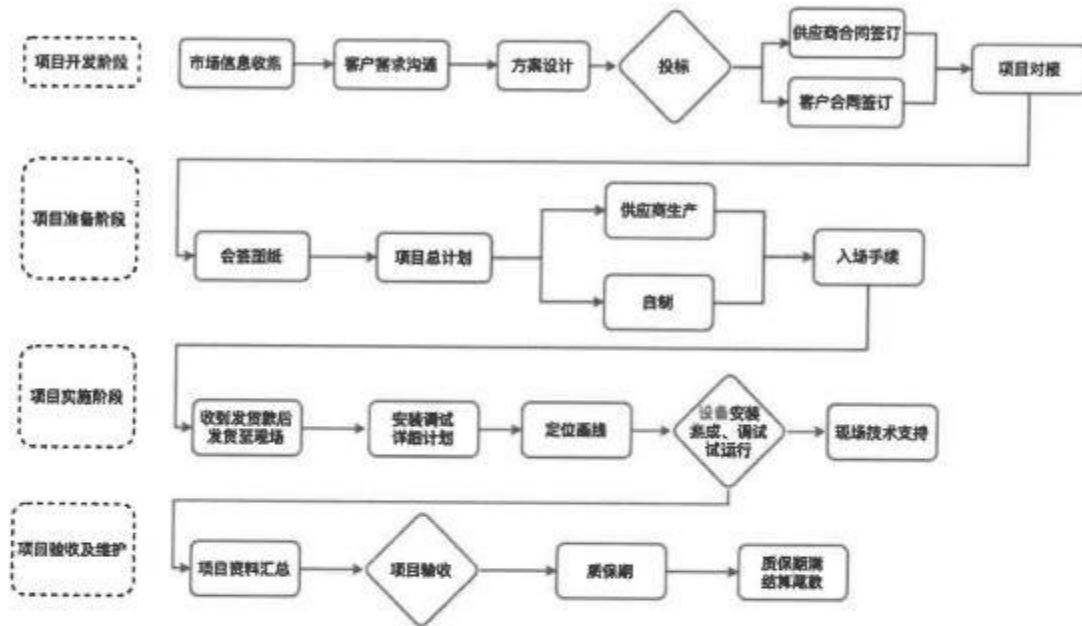 项目开发阶段
市场信息收集
客户需求沟通
方案设计
投标
供应商合同签订
客户合同签订
项目对接
项目准备阶段
会签图纸
项目总计划
供应商生产
自制
入场手续
项目实施阶段
收到发货款后
发货至现场
安装调试
详细计划
定位画线
设备安装
集成、调试
试运行
现场技术支持
项目验收及维护
项目资料汇总
项目验收
质保期
质保期满
结算尾款